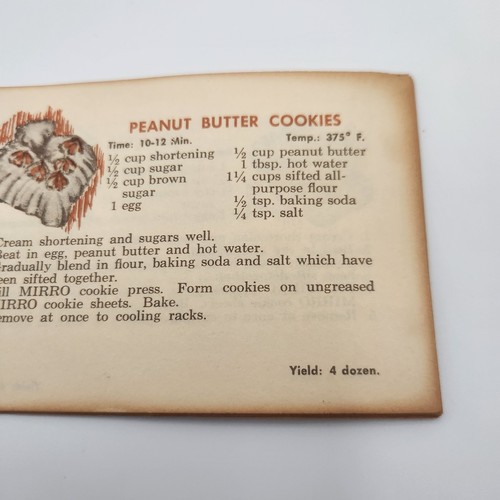 PEANUT BUTTER COOKIES
Time: 10-12 Min.
Temp.: 375° F.
½ cup shortening
½ cup sugar
½ cup brown
sugar
1 egg
½ cup peanut butter
1 tbsp. hot water
1¼ cups sifted all-
purpose flour
½ tsp. baking soda
¼ tsp. salt
Cream shortening and sugars well.
Beat in egg, peanut butter and hot water.
Gradually blend in flour, baking soda and salt which have
been sifted together.
Fill MIRRO cookie press. Form cookies on ungreased
MIRRO cookie sheets. Bake.
Remove at once to cooling racks.
Yield: 4 dozen.